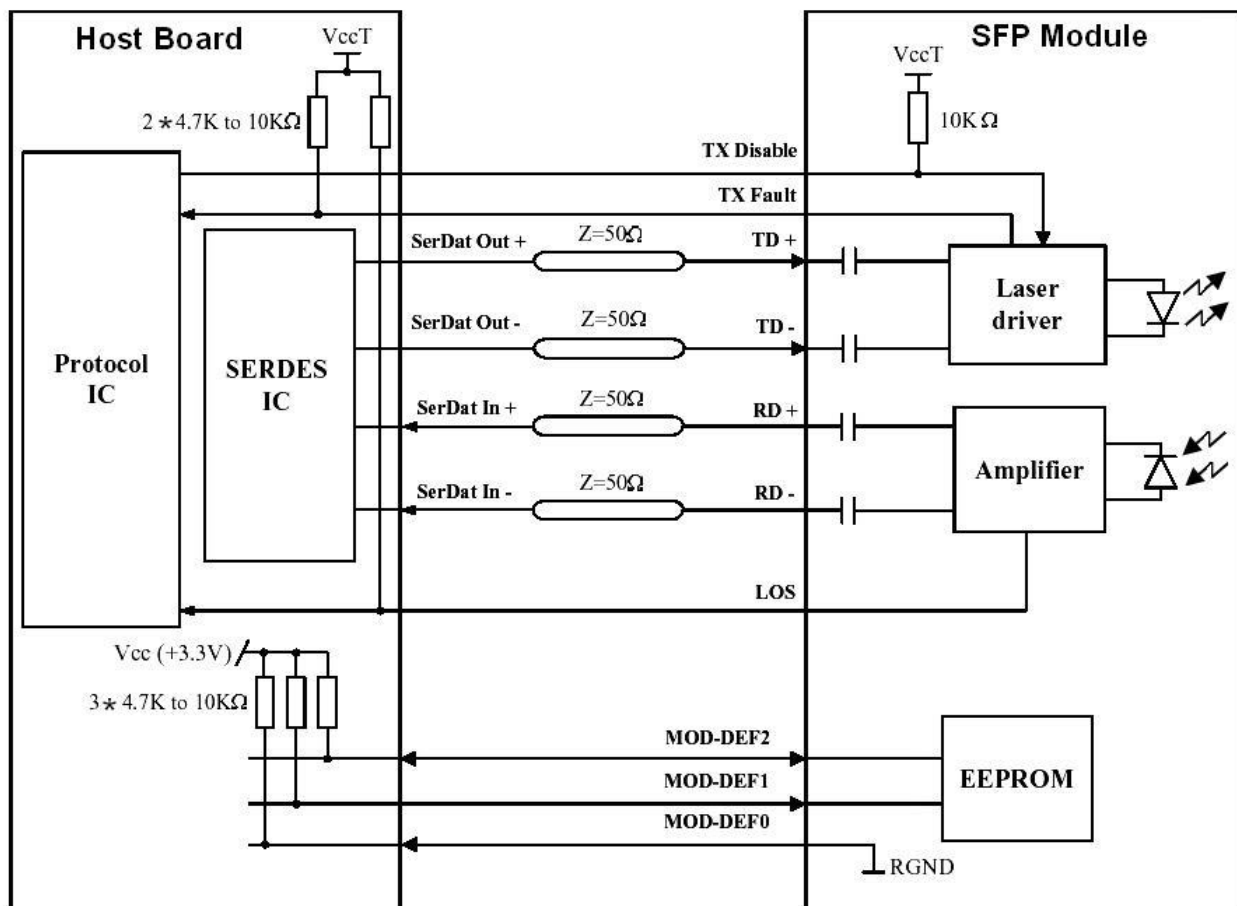 Host Board
SFP Module
VccT
VccT
2*4.7K to 10KΩ
10KΩ
TX Disable
TX Fault
SerDat Out +
Z=50Ω
TD +
SerDat Out -
Z=50Ω
TD -
Laser
driver
Protocol
IC
SERDES
IC
SerDat In +
Z=50Ω
RD +
SerDat In -
Z=50Ω
RD -
Amplifier
LOS
Vcc (+3.3V)
3* 4.7K to 10KΩ
MOD-DEF2
MOD-DEF1
MOD-DEF0
EEPROM
RGND